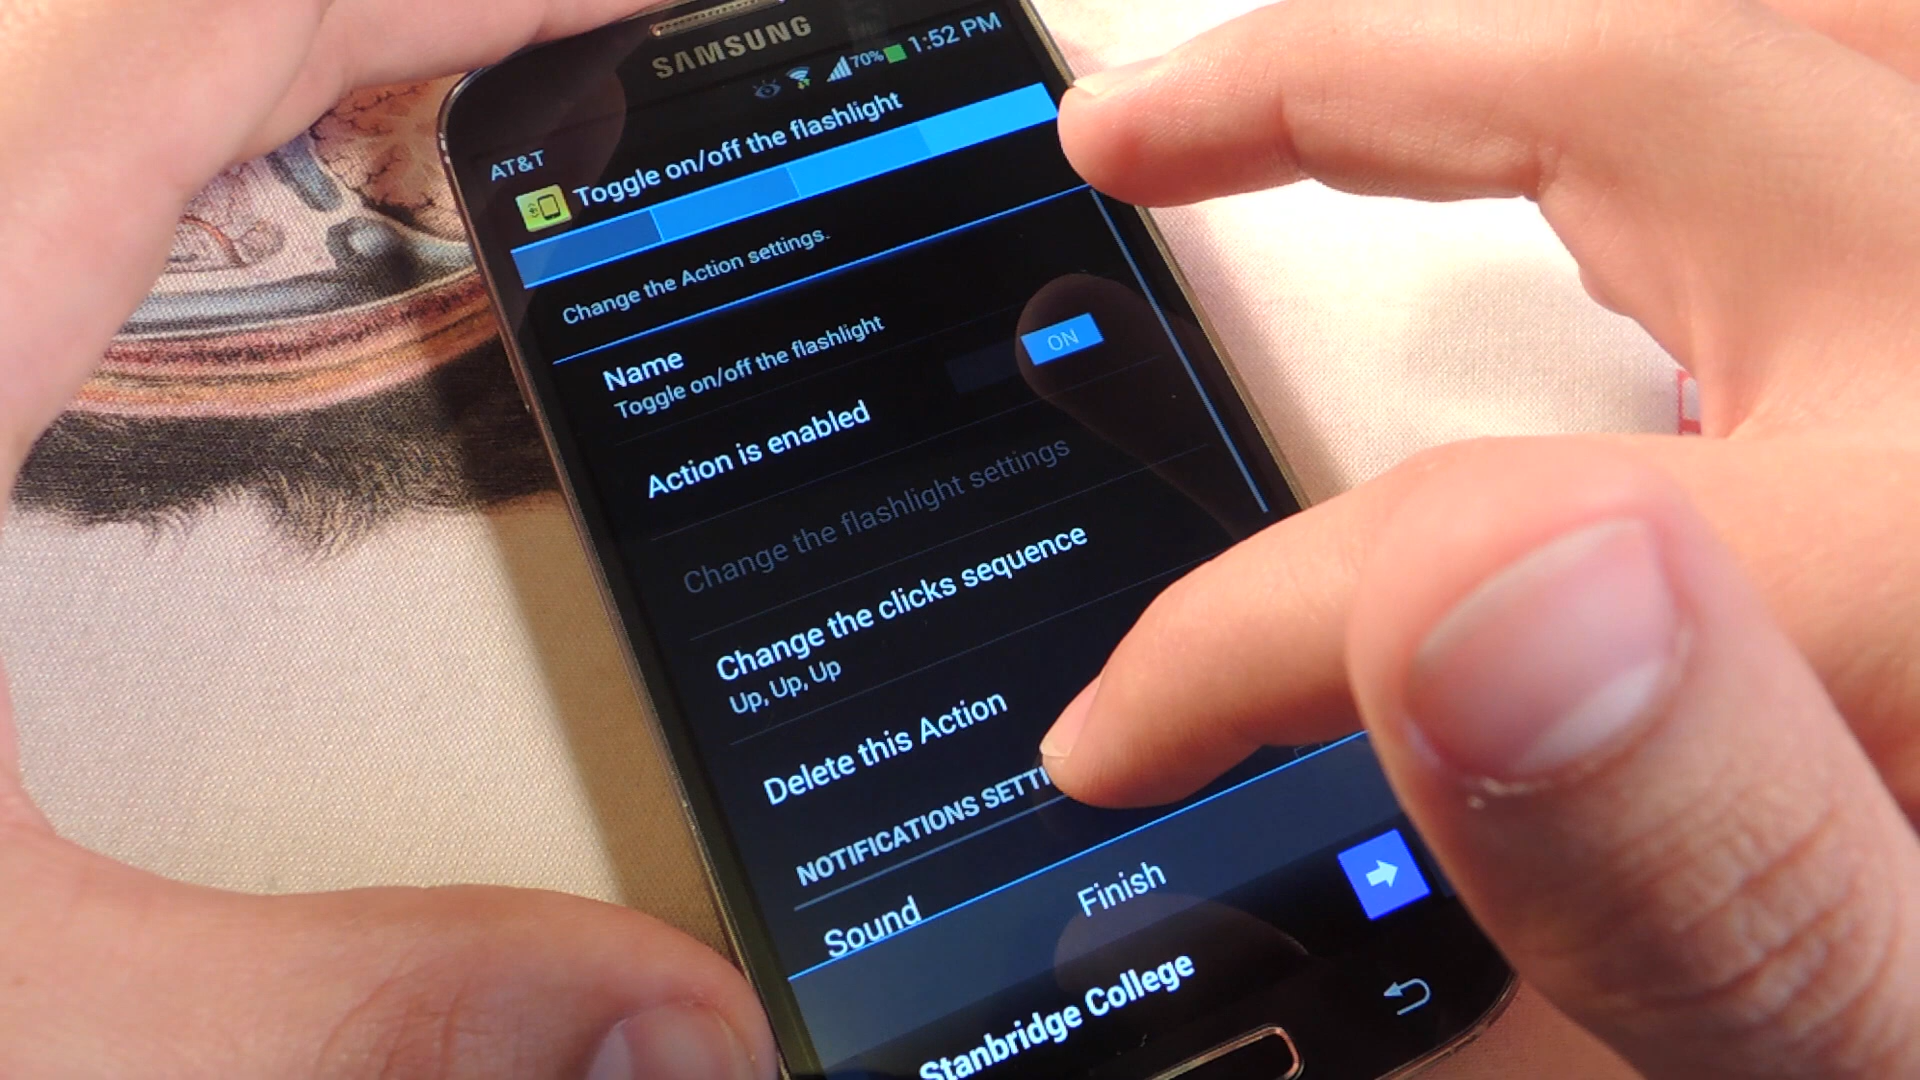 SAMSUNG
AT&T
70%
1:52 PM
Toggle on/off the flashlight
Change the Action settings.
Name
Toggle on/off the flashlight
Action is enabled
ON
Change the flashlight settings
Change the clicks sequence
Up, Up, Up
Delete this Action
NOTIFICATIONS
Sound
Finish
Stanbridge College